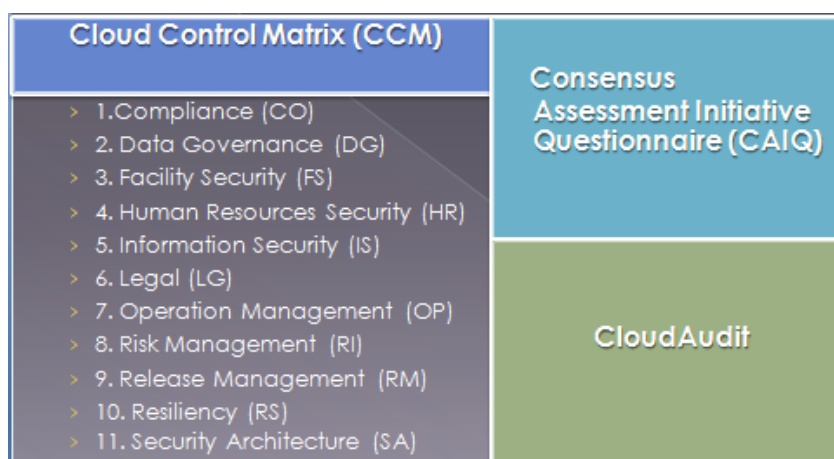 Cloud Control Matrix (CCM)
› 1.Compliance (CO)
› 2. Data Governance (DG)
› 3. Facility Security (FS)
› 4. Human Resources Security (HR)
› 5. Information Security (IS)
› 6. Legal (LG)
› 7. Operation Management (OP)
› 8. Risk Management (RI)
› 9. Release Management (RM)
› 10. Resiliency (RS)
› 11. Security Architecture (SA)
Consensus
Assessment Initiative
Questionnaire (CAIQ)
CloudAudit